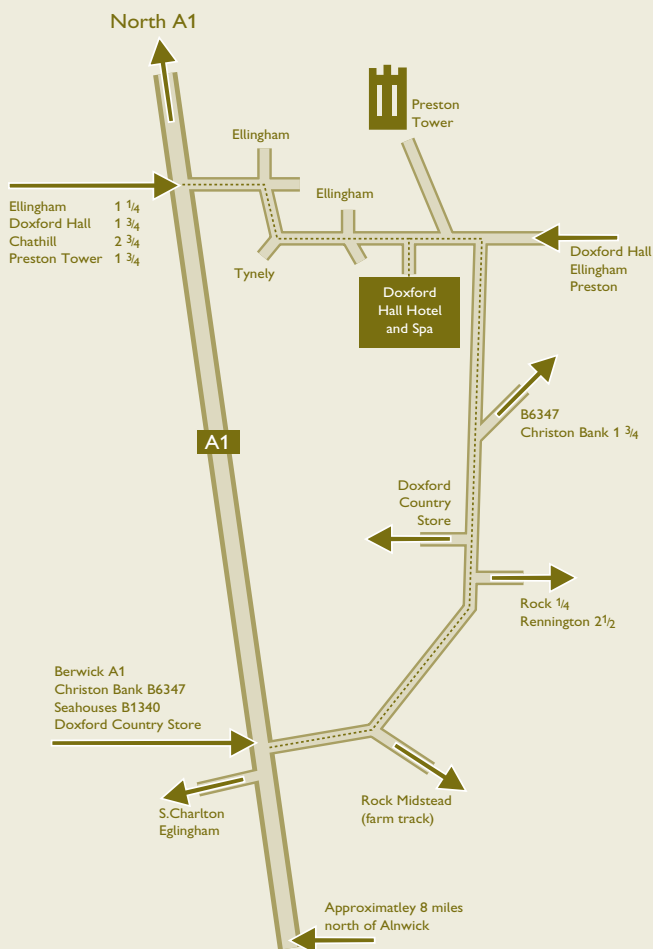 North A1
Preston
Tower
Ellingham
Ellingham
Ellingham 1 1/4
Doxford Hall 1 3/4
Chathill 2 3/4
Preston Tower 1 3/4
Tynely
Doxford Hall
Ellingham
Preston
Doxford
Hall Hotel
and Spa
B6347
Christon Bank 1 3/4
A1
Doxford
Country
Store
Rock 1/4
Rennington 2 1/2
Berwick A1
Christon Bank B6347
Seahouses B1340
Doxford Country Store
Rock Midstead
(farm track)
S.Charlton
Eglingham
Approximatley 8 miles
north of Alnwick